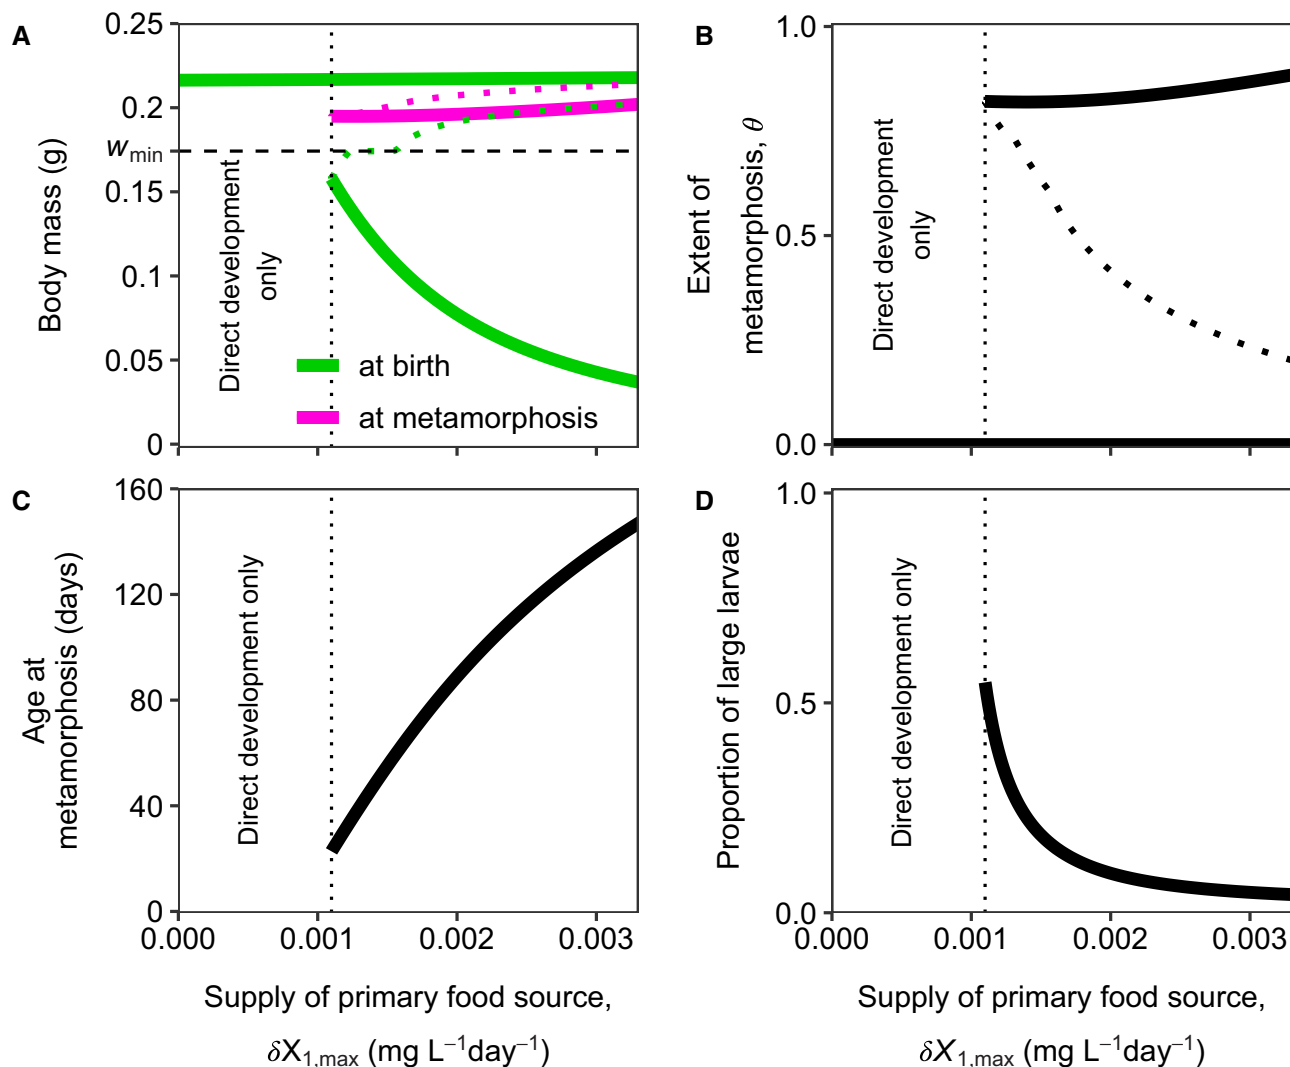 A
0.25
0.2
w_min
0.15
0.1
0.05
0
Body mass (g)
Direct development
only
at birth
at metamorphosis
B
1.0
0.5
0.0
Extent of
metamorphosis, θ
Direct development
only
C
160
120
80
40
0
Age at
metamorphosis (days)
Direct development only
0.000 0.001 0.002 0.003
Supply of primary food source,
δX₁,max (mg L⁻¹day⁻¹)
D
1.0
0.5
0.0
Proportion of large larvae
Direct development only
0.000 0.001 0.002 0.003
Supply of primary food source,
δX₁,max (mg L⁻¹day⁻¹)